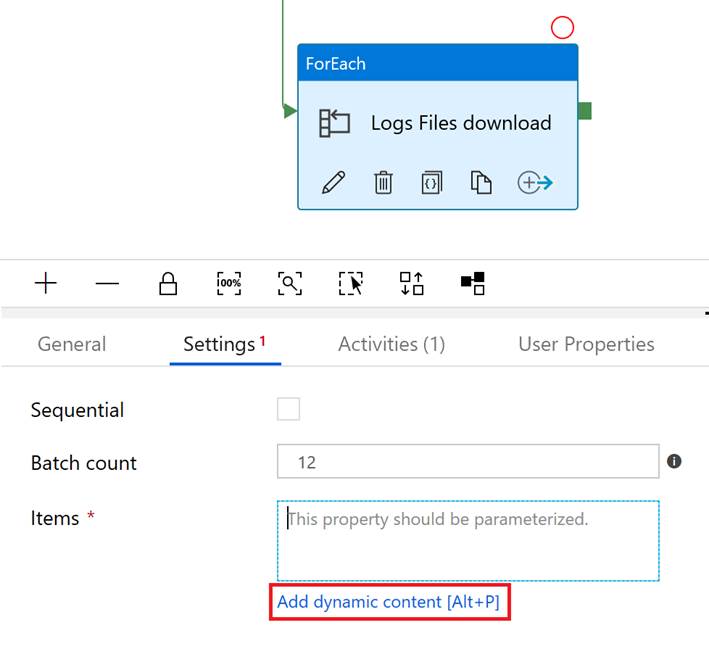 ForEach
Logs Files download
100%
General
Settings 1
Activities (1)
User Properties
Sequential
Batch count
12
Items *
This property should be parameterized.
Add dynamic content [Alt+P]